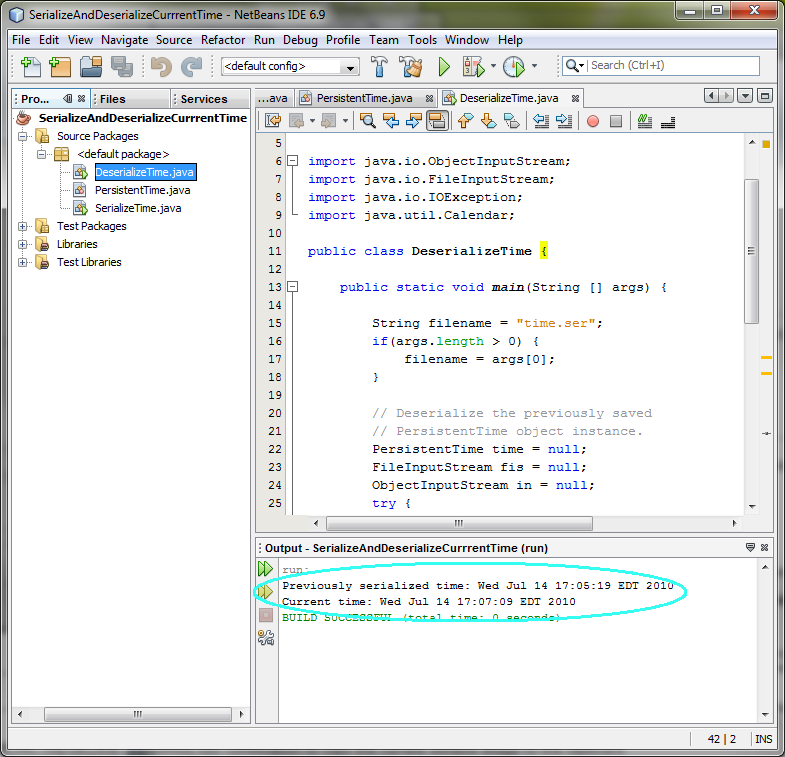 SerializeAndDeserializeCurrrentTime - NetBeans IDE 6.9
File Edit View Navigate Source Refactor Run Debug Profile Team Tools Window Help
<default config>
Search (Ctrl+I)
Pro...
Files
Services
SerializeAndDeserializeCurrrentTime
Source Packages
<default package>
DeserializeTime.java
PersistentTime.java
SerializeTime.java
Test Packages
Libraries
Test Libraries
...ava
PersistentTime.java
DeserializeTime.java
5
6 import java.io.ObjectInputStream;
7 import java.io.FileInputStream;
8 import java.io.IOException;
9 import java.util.Calendar;
10
11 public class DeserializeTime {
12
13 public static void main(String [] args) {
14
15 String filename = "time.ser";
16 if(args.length > 0) {
17 filename = args[0];
18 }
19
20 // Deserialize the previously saved
21 // PersistentTime object instance.
22 PersistentTime time = null;
23 FileInputStream fis = null;
24 ObjectInputStream in = null;
25 try {
Output - SerializeAndDeserializeCurrrentTime (run)
run:
Previously serialized time: Wed Jul 14 17:05:19 EDT 2010
Current time: Wed Jul 14 17:07:09 EDT 2010
BUILD SUCCESSFUL (total time: 0 seconds)
42 | 2
INS